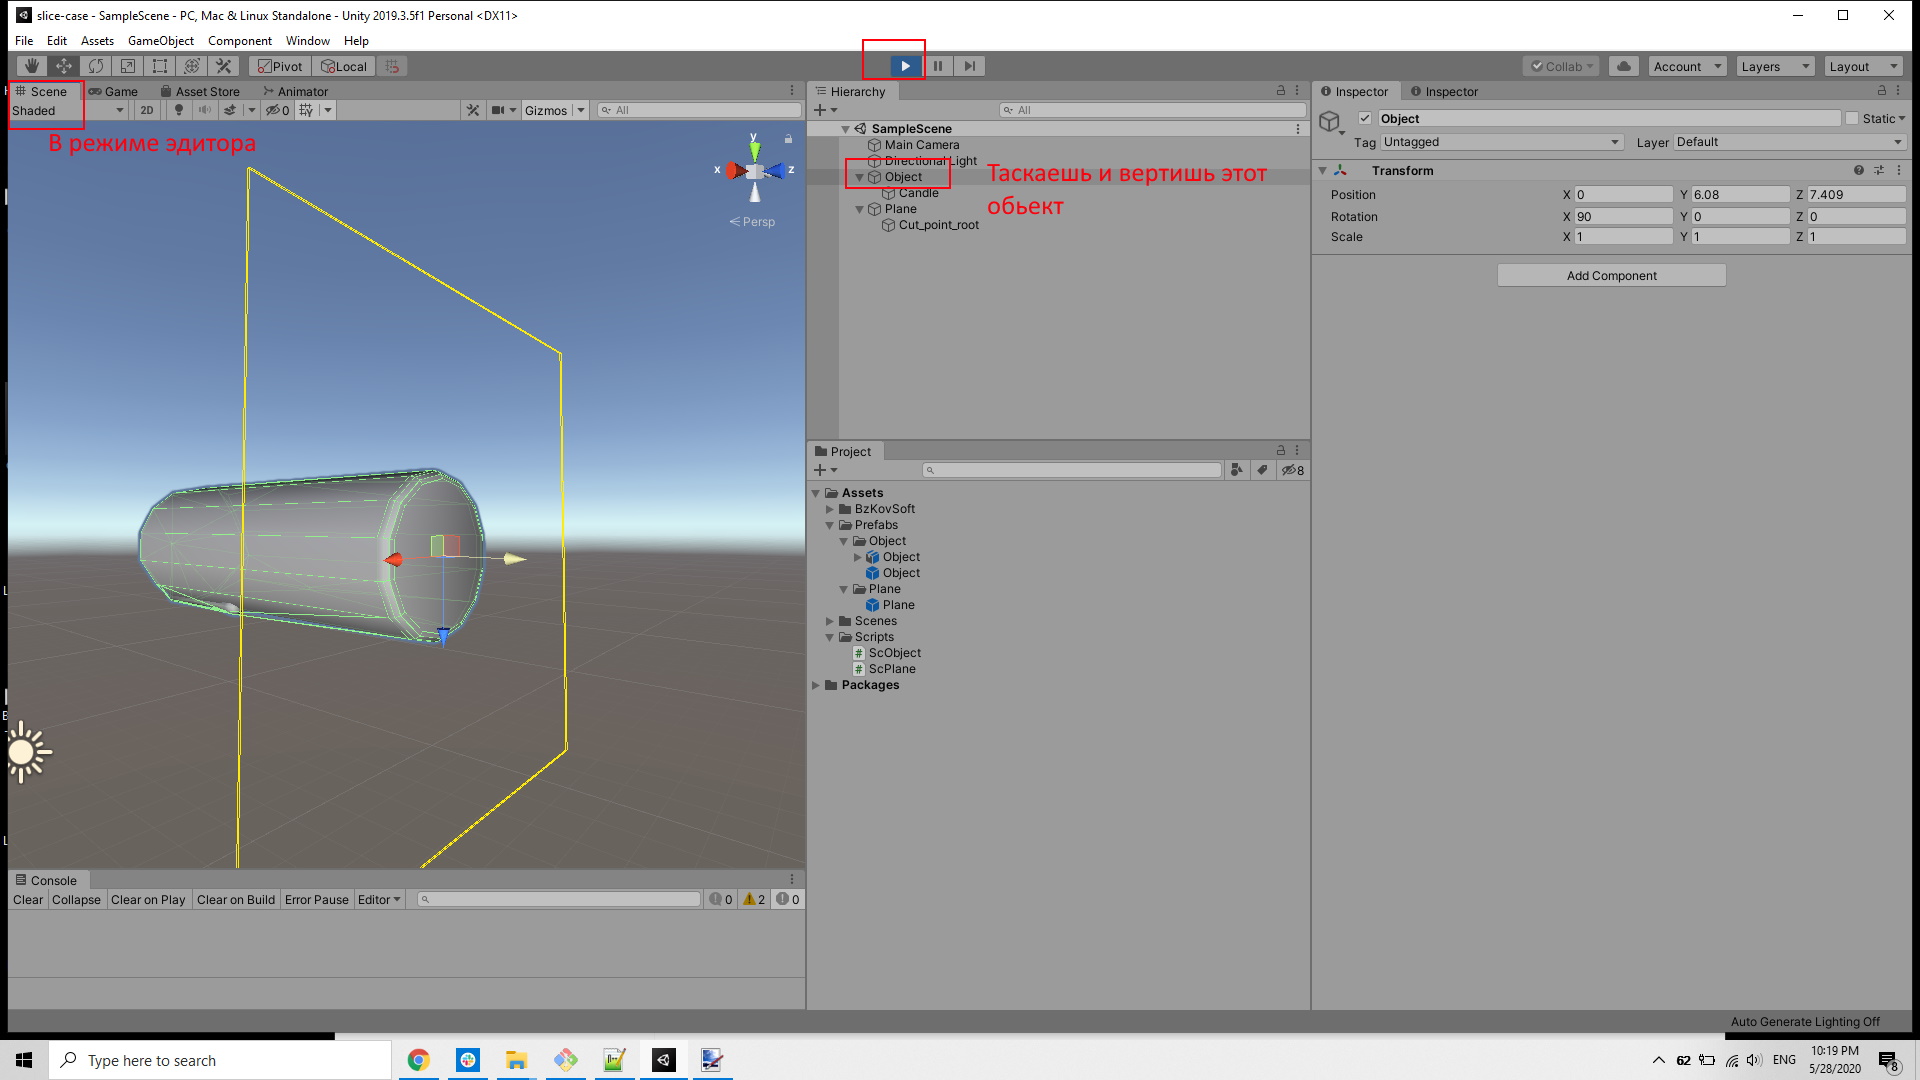 slice-case - SampleScene - PC, Mac & Linux Standalone - Unity 2019.3.5f1 Personal <DX11>
File Edit Assets GameObject Component Window Help
Pivot Local Collab Account Layers Layout
Scene Game Asset Store Animator
Shaded 2D 0 Gizmos All
В режиме эдитора
y
x z
Persp
Hierarchy
All
SampleScene
Main Camera
Directional Light
Object
Candle
Plane
Cut_point_root
Таскаешь и вертишь этот
обьект
Project
8
Assets
BzKovSoft
Prefabs
Object
Object
Object
Plane
Plane
Scenes
Scripts
ScObject
ScPlane
Packages
Inspector Inspector
Object Static
Tag Untagged Layer Default
Transform
Position X 0 Y 6.08 Z 7.409
Rotation X 90 Y 0 Z 0
Scale X 1 Y 1 Z 1
Add Component
Console
Clear Collapse Clear on Play Clear on Build Error Pause Editor 0 2 0
Auto Generate Lighting Off
Type here to search
62 ENG 10:19 PM
5/28/2020 8